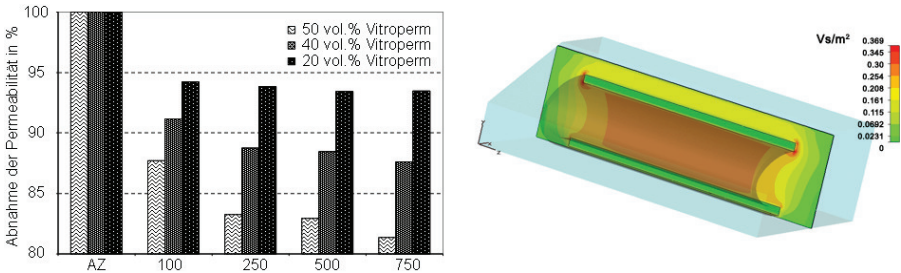 Abnahme der Permeabilität in %
100
95
90
85
80
50 vol.% Vitroperm
40 vol.% Vitroperm
20 vol.% Vitroperm
AZ 100 250 500 750
Vs/m²
0.369
0.345
0.30
0.254
0.208
0.161
0.115
0.0692
0.0231
0
z